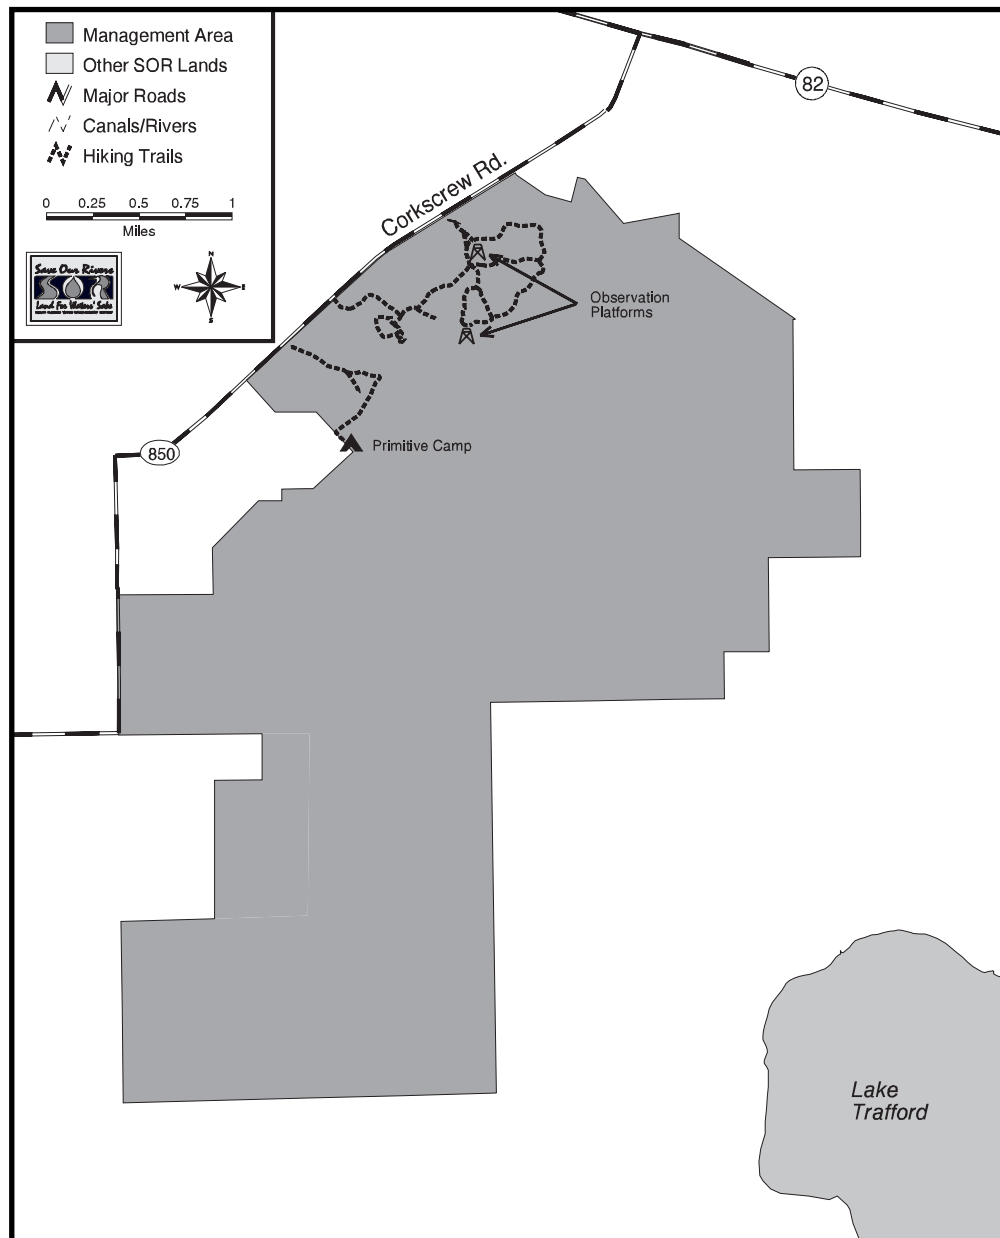 Management Area
Other SOR Lands
Major Roads
Canals/Rivers
Hiking Trails
0 0.25 0.5 0.75 1
Miles
Save Our Rivers
SOR
Land For Waters' Sake
N
W E
S
82
Corkscrew Rd.
Observation
Platforms
850
Primitive Camp
Lake
Trafford